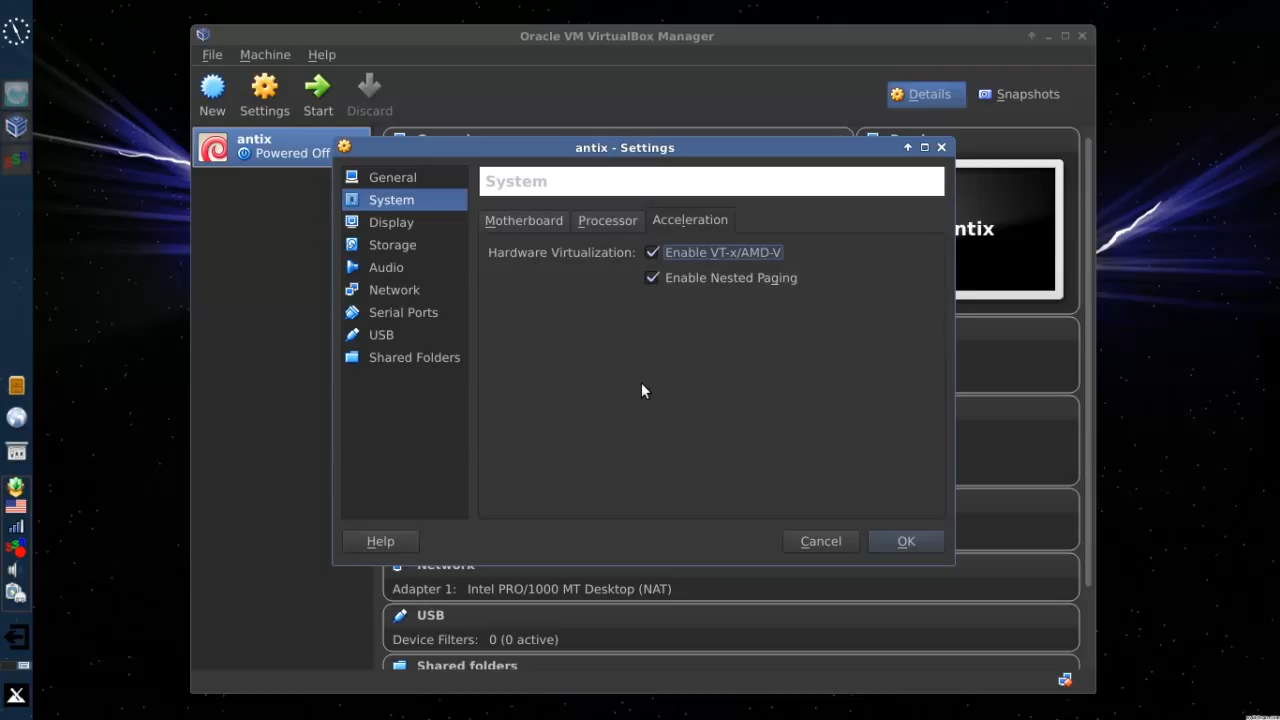 Oracle VM VirtualBox Manager
File Machine Help
New Settings Start Discard
Details Snapshots
antix
Powered Off
antix - Settings
General
System
Display
Storage
Audio
Network
Serial Ports
USB
Shared Folders
System
Motherboard Processor Acceleration
Hardware Virtualization: Enable VT-x/AMD-V
Enable Nested Paging
Help Cancel OK
ntix
Network
Adapter 1: Intel PRO/1000 MT Desktop (NAT)
USB
Device Filters: 0 (0 active)
Shared folders